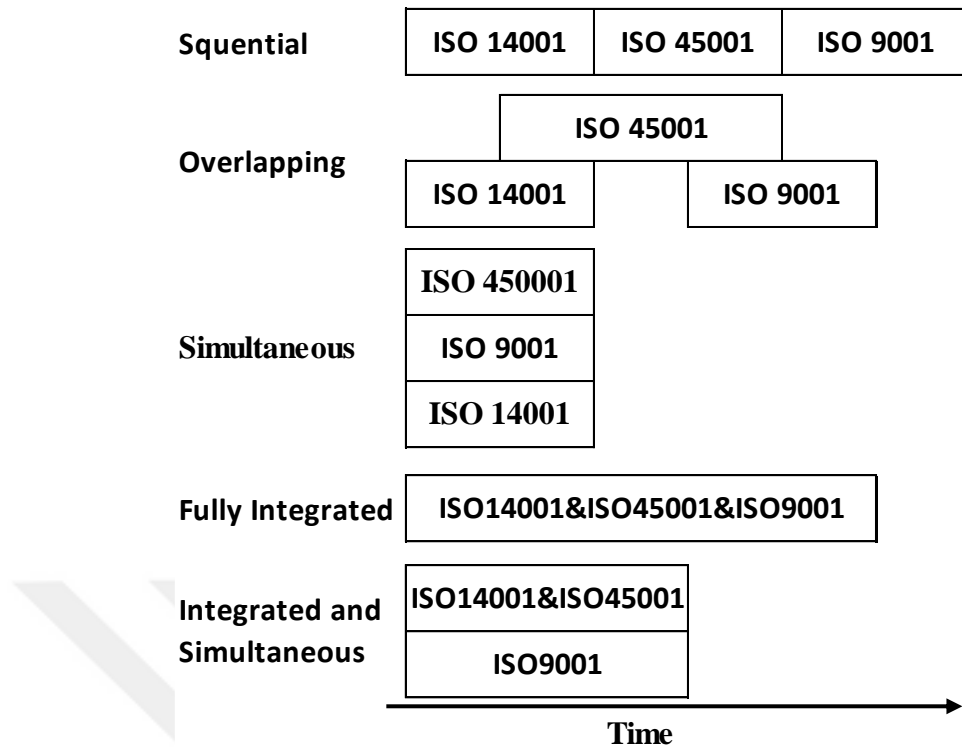 Squential ISO 14001 ISO 45001 ISO 9001
ISO 45001
Overlapping
ISO 14001 ISO 9001
ISO 450001
Simultaneous ISO 9001
ISO 14001
Fully Integrated ISO14001&ISO45001&ISO9001
ISO14001&ISO45001
Integrated and
Simultaneous
ISO9001
Time